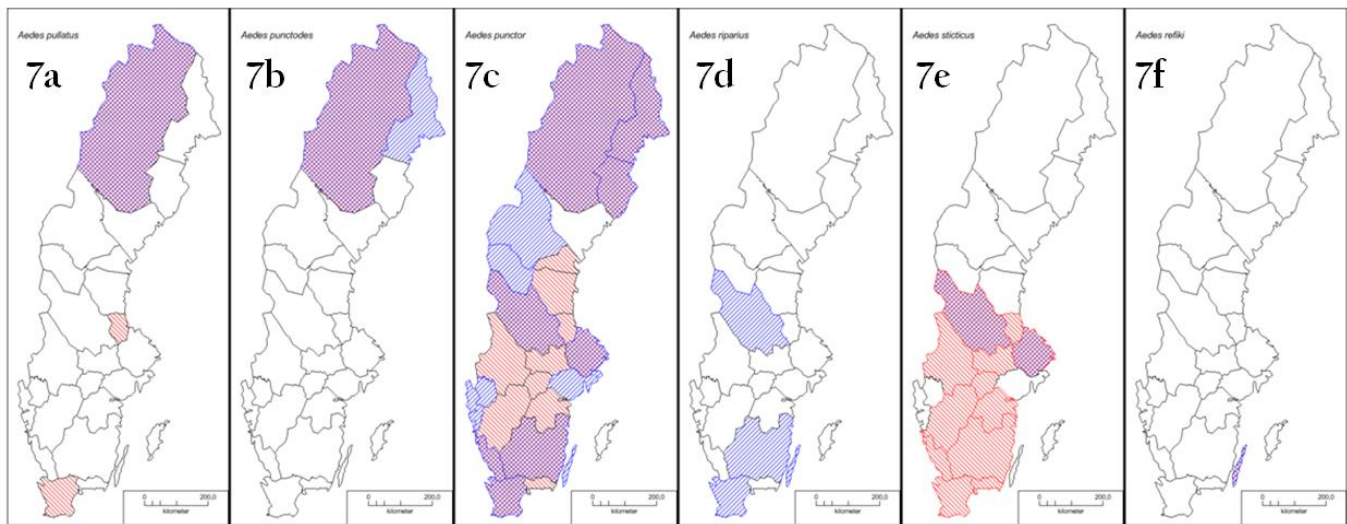 Aedes pullatus
7a
0 200,0
kilometer
Aedes punctodes
7b
0 200,0
kilometer
Aedes punctor
7c
0 200,0
kilometer
Aedes riparius
7d
0 200,0
kilometer
Aedes sticticus
7e
0 200,0
kilometer
Aedes refiki
7f
0 200,0
kilometer